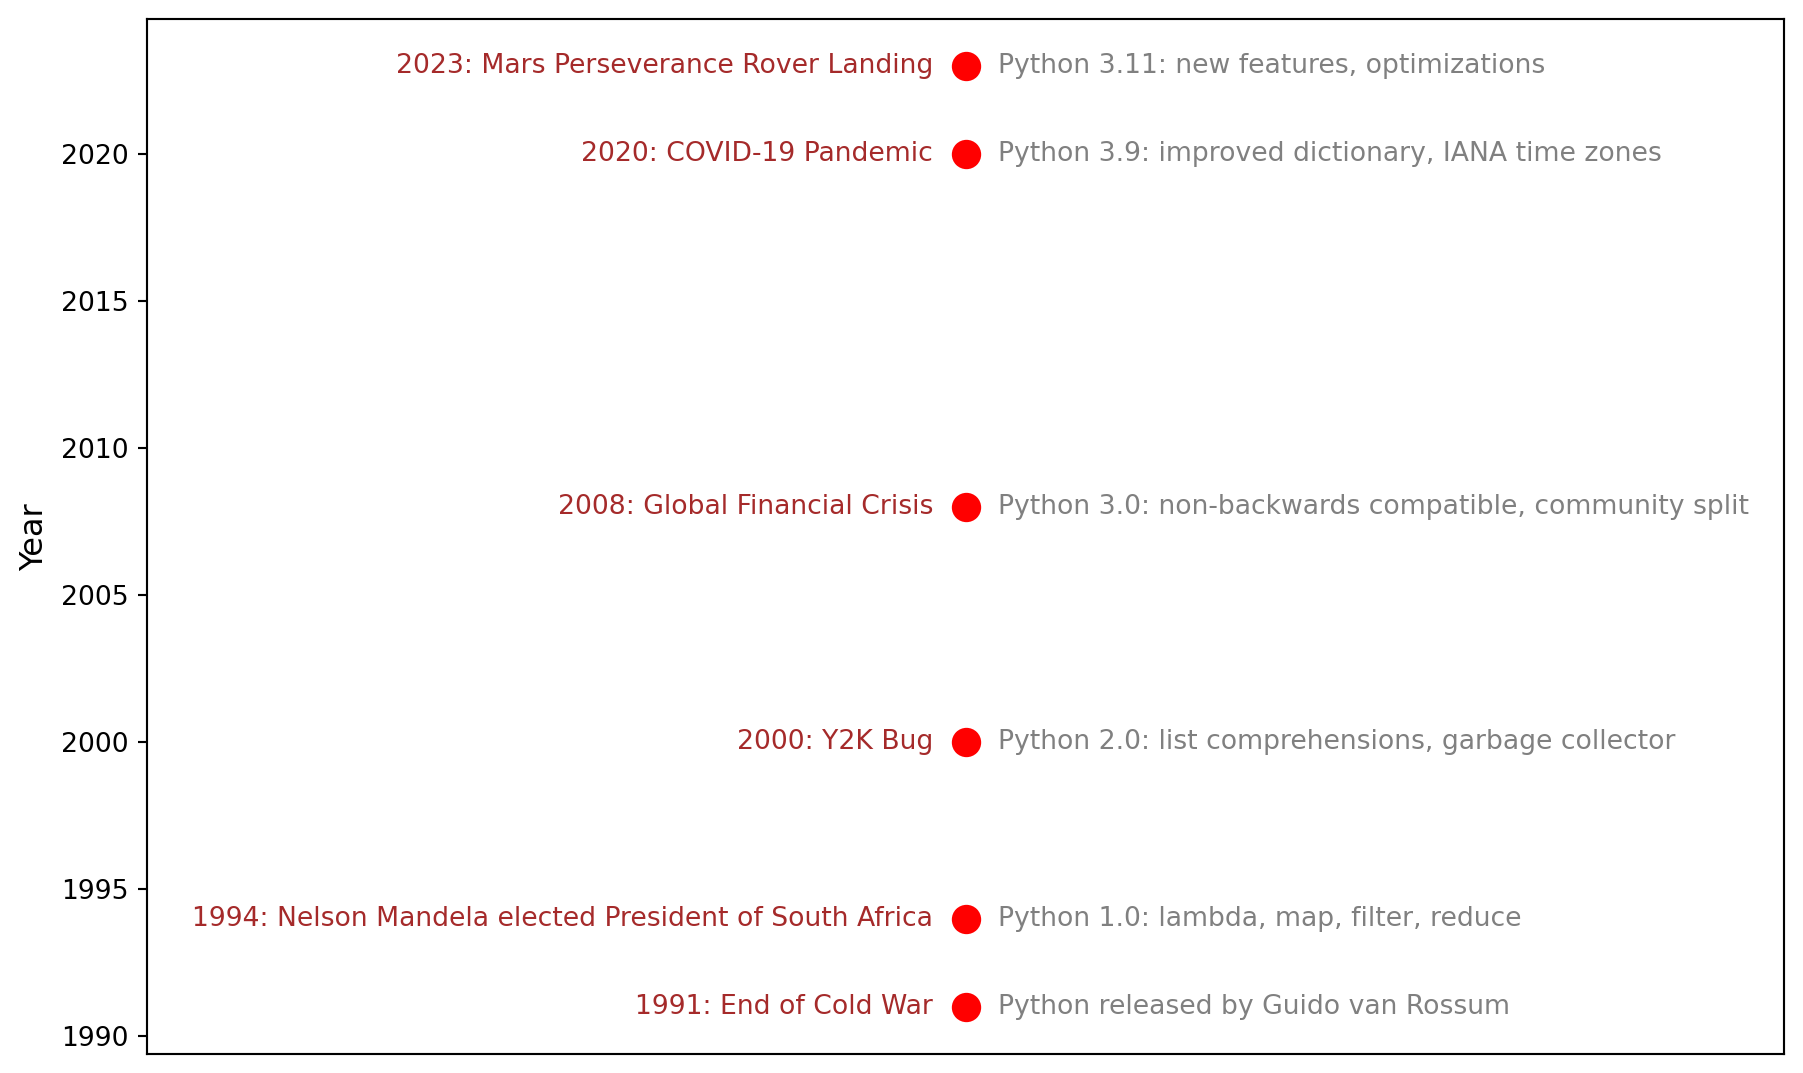 2023: Mars Perseverance Rover Landing Python 3.11: new features, optimizations
2020 2020: COVID-19 Pandemic Python 3.9: improved dictionary, IANA time zones
2015
2010
2008: Global Financial Crisis Python 3.0: non-backwards compatible, community split
Year
2005
2000 2000: Y2K Bug Python 2.0: list comprehensions, garbage collector
1995
1994: Nelson Mandela elected President of South Africa Python 1.0: lambda, map, filter, reduce
1991: End of Cold War Python released by Guido van Rossum
1990